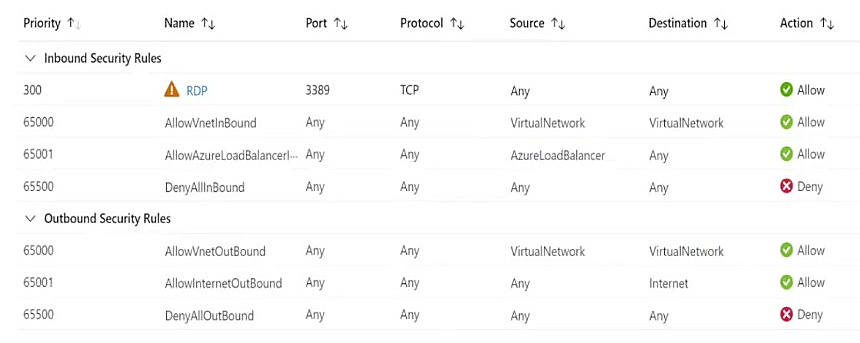 Priority Name Port Protocol Source Destination Action
Inbound Security Rules
300 RDP 3389 TCP Any Any Allow
65000 AllowVnetInBound Any Any VirtualNetwork VirtualNetwork Allow
65001 AllowAzureLoadBalancerI... Any Any AzureLoadBalancer Any Allow
65500 DenyAllInBound Any Any Any Any Deny
Outbound Security Rules
65000 AllowVnetOutBound Any Any VirtualNetwork VirtualNetwork Allow
65001 AllowInternetOutBound Any Any Any Internet Allow
65500 DenyAllOutBound Any Any Any Any Deny